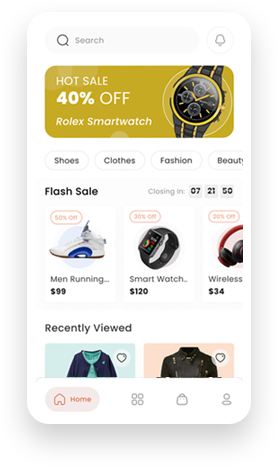 Search
HOT SALE
40% OFF
Rolex Smartwatch
Shoes Clothes Fashion Beauty
Flash Sale Closing In: 07 21 50
50% Off 30% Off 20% Off
Men Running... Smart Watch.. Wireless
$99 $120 $34
Recently Viewed
Home